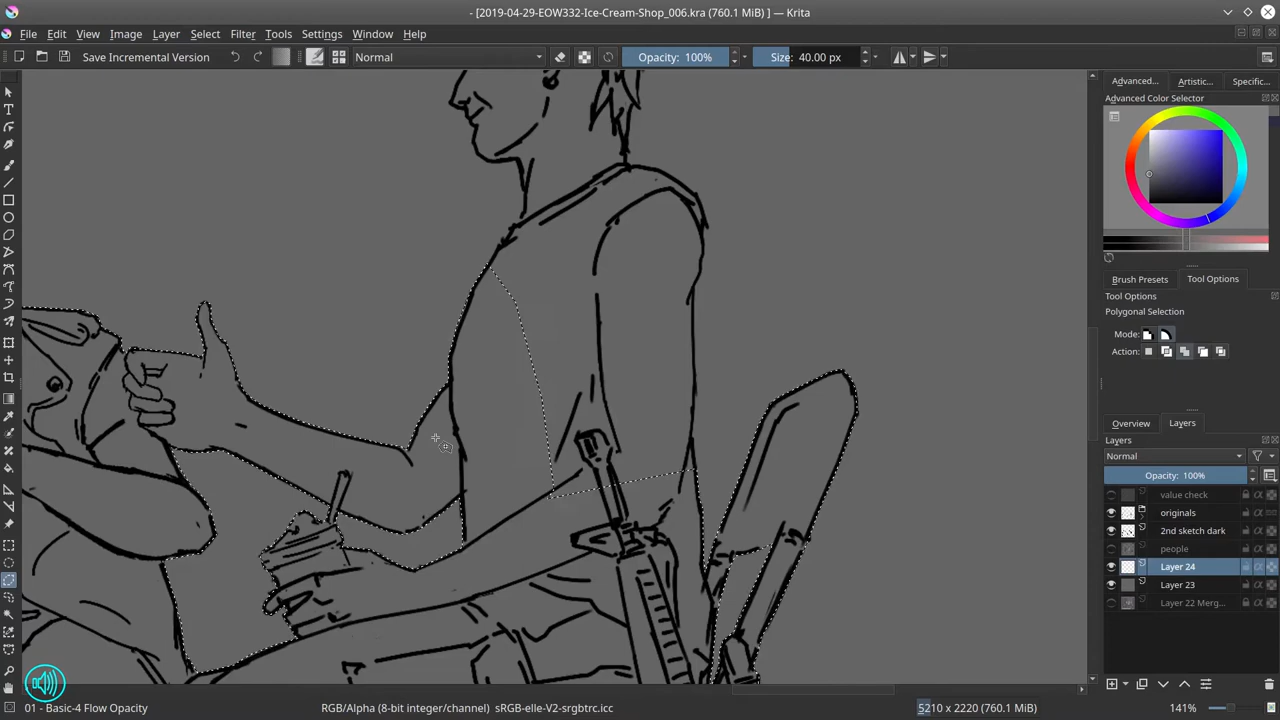 - [2019-04-29-EOW332-Ice-Cream-Shop_006.kra (760.1 MiB) ] — Krita
File Edit View Image Layer Select Filter Tools Settings Window Help
Save Incremental Version Normal Opacity: 100% Size: 40.00 px
Advanced... Artistic... Specific...
Advanced Color Selector
Brush Presets Tool Options
Tool Options
Polygonal Selection
Mode:
Action:
Overview Layers
Layers
Normal
Opacity: 100%
value check
originals
2nd sketch dark
people
Layer 24
Layer 23
Layer 22 Merg...
01 - Basic-4 Flow Opacity RGB/Alpha (8-bit integer/channel) sRGB-elle-V2-srgbtrc.icc 5210 x 2220 (760.1 MiB) 141%